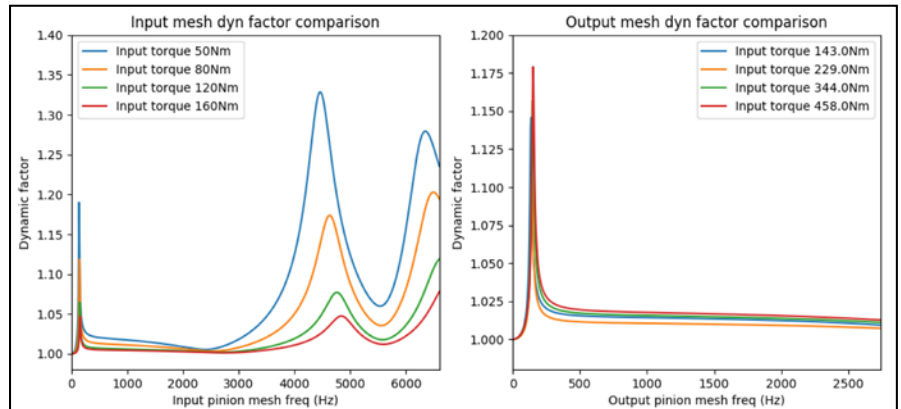 Input mesh dyn factor comparison
1.40
1.35
1.30
1.25
1.20
1.15
1.10
1.05
1.00
Dynamic factor
Input torque 50Nm
Input torque 80Nm
Input torque 120Nm
Input torque 160Nm
0
1000
2000
3000
4000
5000
6000
Input pinion mesh freq (Hz)
Output mesh dyn factor comparison
1.200
1.175
1.150
1.125
1.100
1.075
1.050
1.025
1.000
Dynamic factor
Input torque 143.0Nm
Input torque 229.0Nm
Input torque 344.0Nm
Input torque 458.0Nm
0
500
1000
1500
2000
2500
Output pinion mesh freq (Hz)